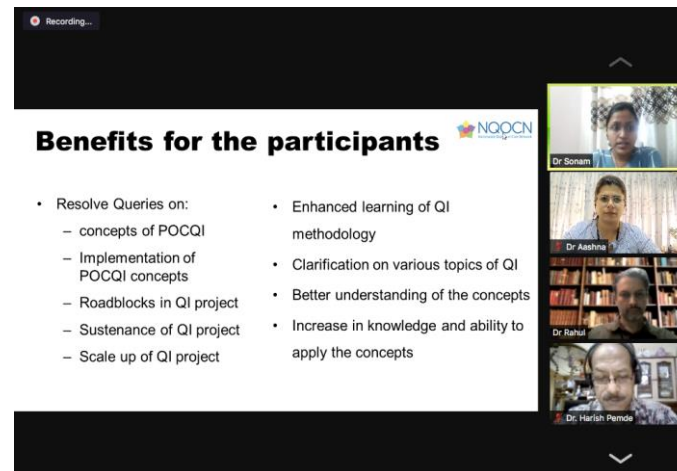 Recording...
Benefits for the participants
NQOCN
• Resolve Queries on:
– concepts of POCQI
– Implementation of
POCQI concepts
– Roadblocks in QI project
– Sustenance of QI project
– Scale up of QI project
• Enhanced learning of QI
methodology
• Clarification on various topics of QI
• Better understanding of the concepts
• Increase in knowledge and ability to
apply the concepts
Dr Sonam
Dr Aashna
Dr Rahul
Dr. Harish Pemde